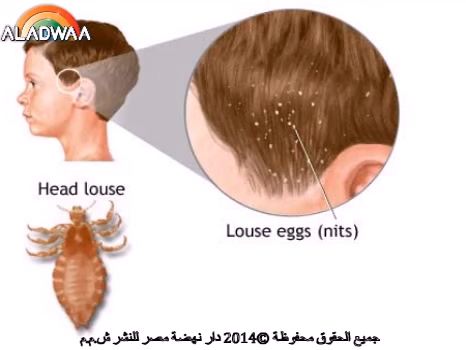 ALADWAA
Head louse
Louse eggs (nits)
جميع الحقوق محفوظة ©2014 دار نهضة مصر للنشر ش.م.م